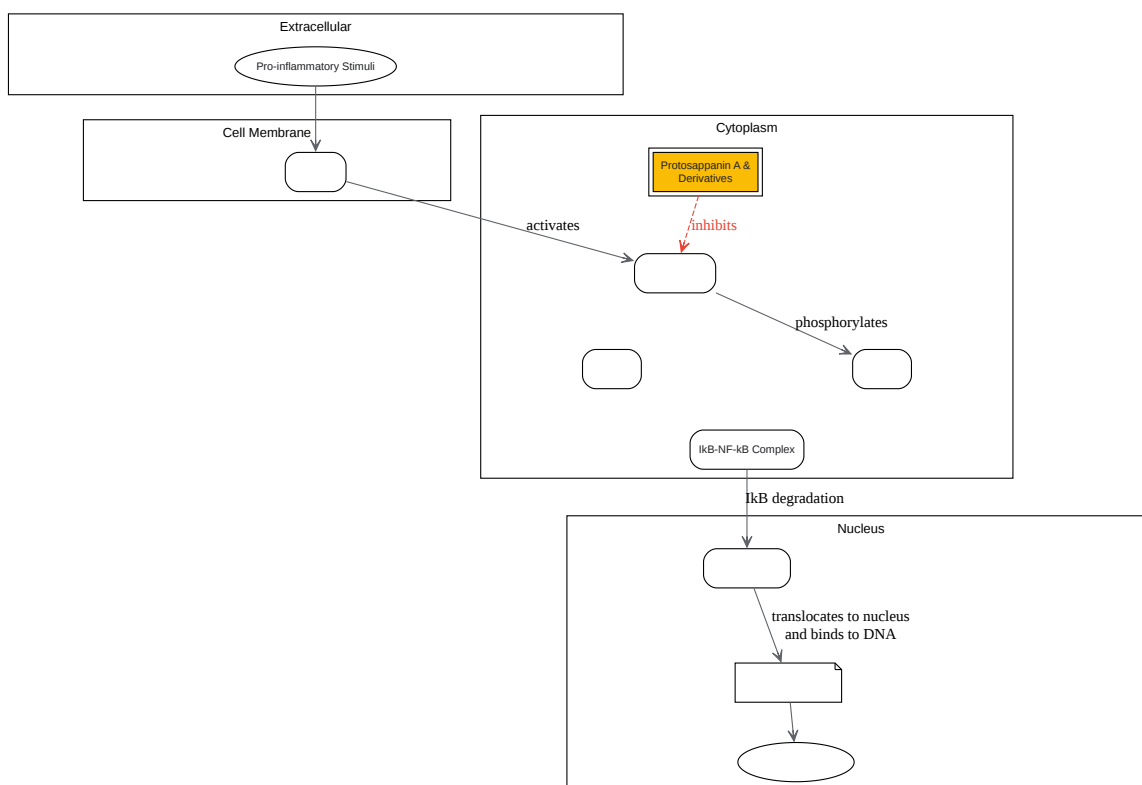 Extracellular
Pro-inflammatory Stimuli
Cell Membrane
Cytoplasm
Protosappanin A &
Derivatives
activates
inhibits
phosphorylates
IkB-NF-kB Complex
IkB degradation
Nucleus
translocates to nucleus
and binds to DNA